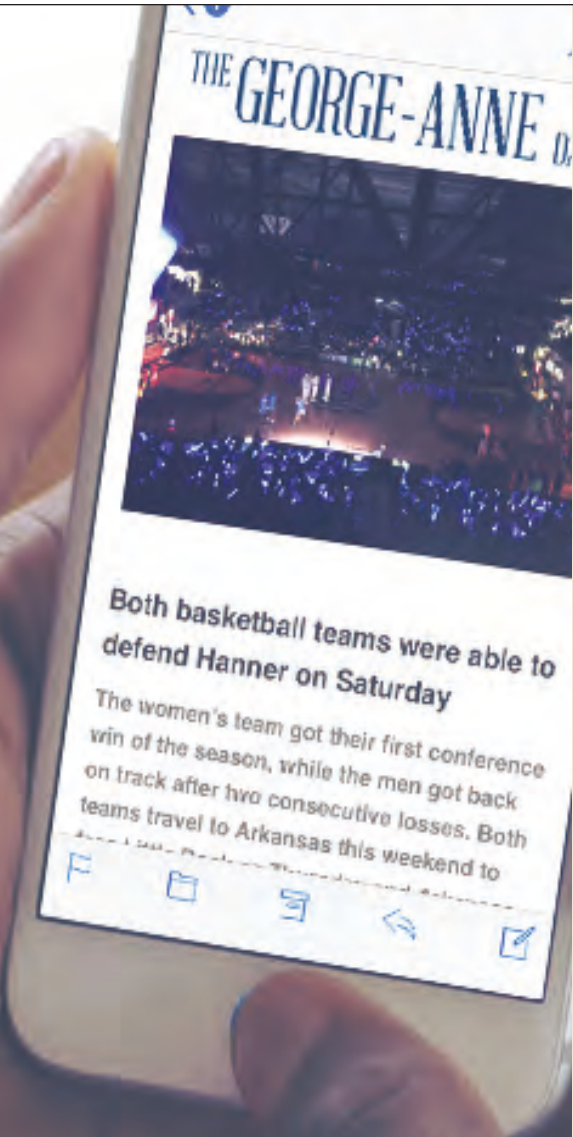 THE GEORGE-ANNE
Both basketball teams were able to
defend Hanner on Saturday
The women's team got their first conference
win of the season, while the men got back
on track after two consecutive losses. Both
teams travel to Arkansas this weekend to